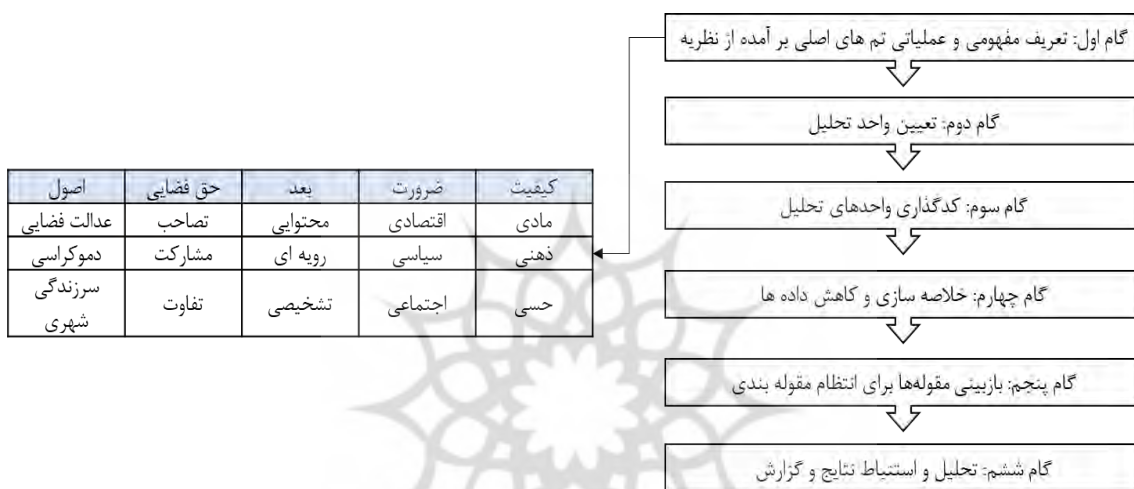 گام اول: تعریف مفهومی و عملیاتی تم های اصلی بر آمده از نظریه
گام دوم: تعیین واحد تحلیل
گام سوم: کدگذاری واحدهای تحلیل
گام چهارم: خلاصه سازی و کاهش داده ها
گام پنجم: بازبینی مقوله‌ها برای انتظام مقوله بندی
گام ششم: تحلیل و استنباط نتایج و گزارش
کیفیت ضرورت بعد حق فضایی اصول
مادی اقتصادی محتوایی تصاحب عدالت فضایی
ذهنی سیاسی رویه ای مشارکت دموکراسی
حسی اجتماعی تشخیصی تفاوت سرزندگی
شهری